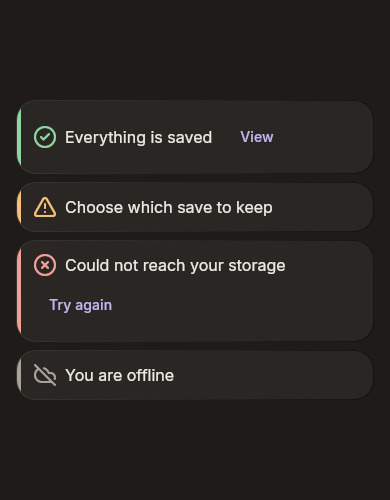 Everything is saved View
Choose which save to keep
Could not reach your storage
Try again
You are offline